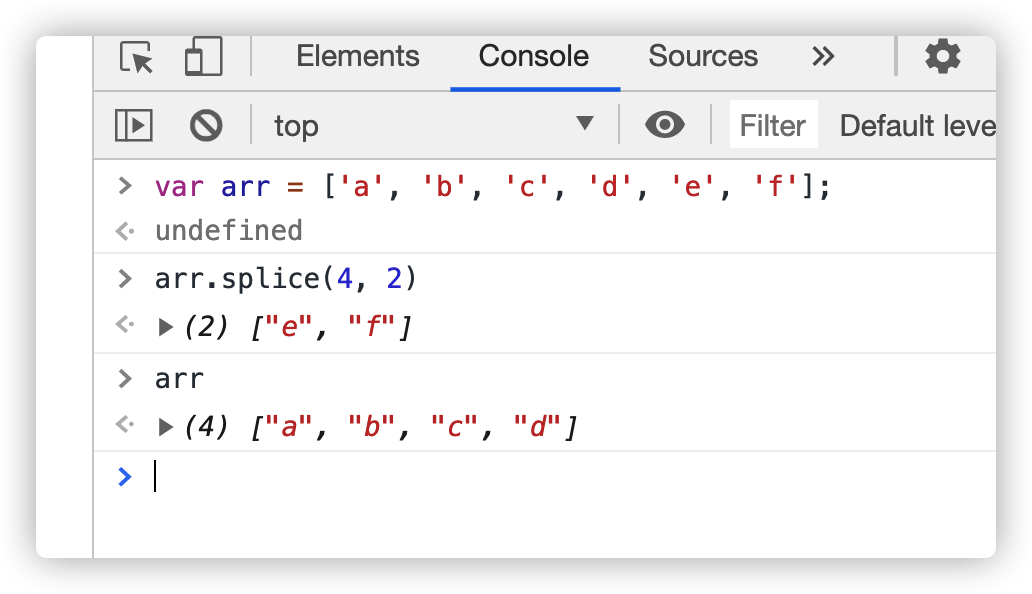 Elements Console Sources
top Filter Default leve
var arr = ['a', 'b', 'c', 'd', 'e', 'f'];
undefined
arr.splice(4, 2)
(2) ["e", "f"]
arr
(4) ["a", "b", "c", "d"]